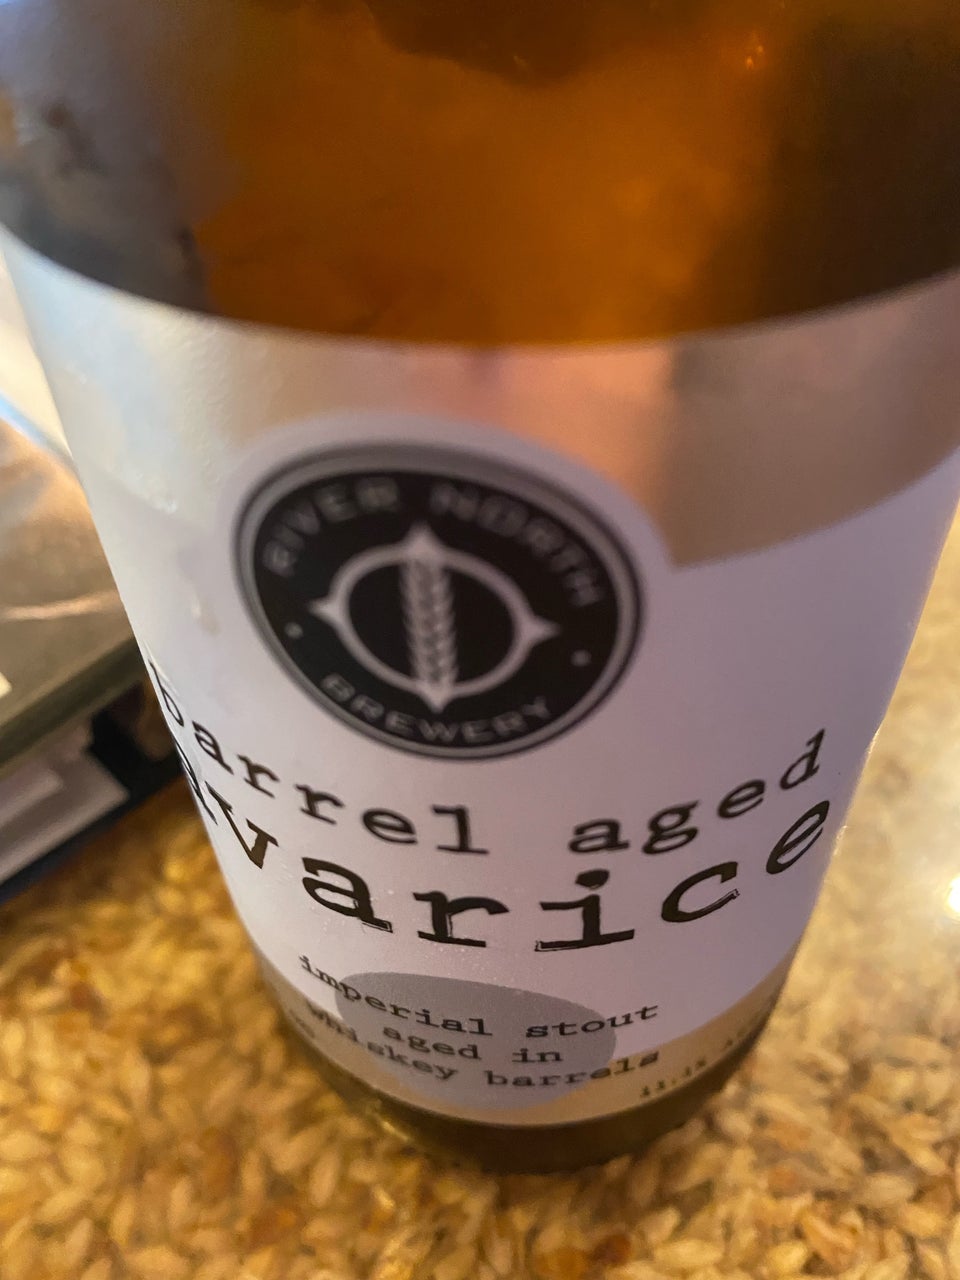 RIVER NORTH
BREWERY
barrel aged
avarice
imperial stout
aged in
whiskey barrels